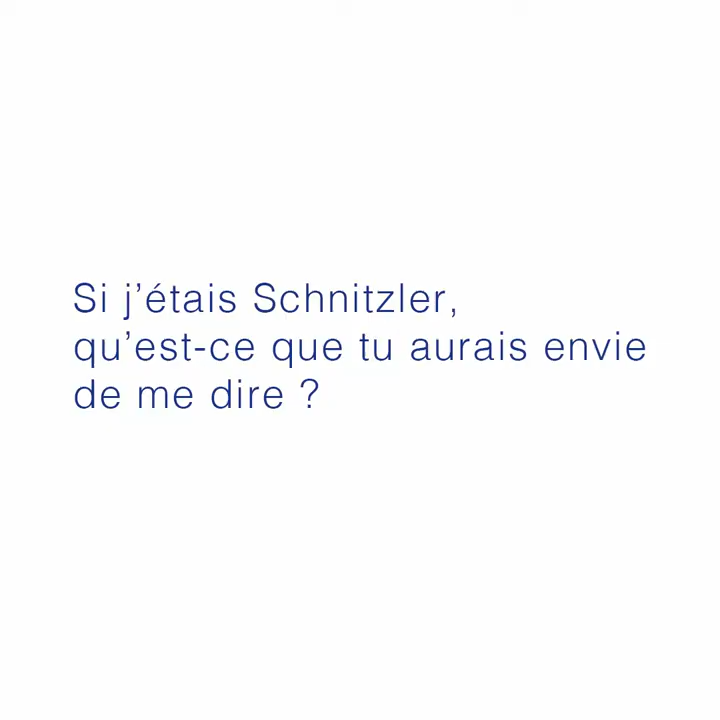 Si j’étais Schnitzler,
qu’est-ce que tu aurais envie
de me dire ?